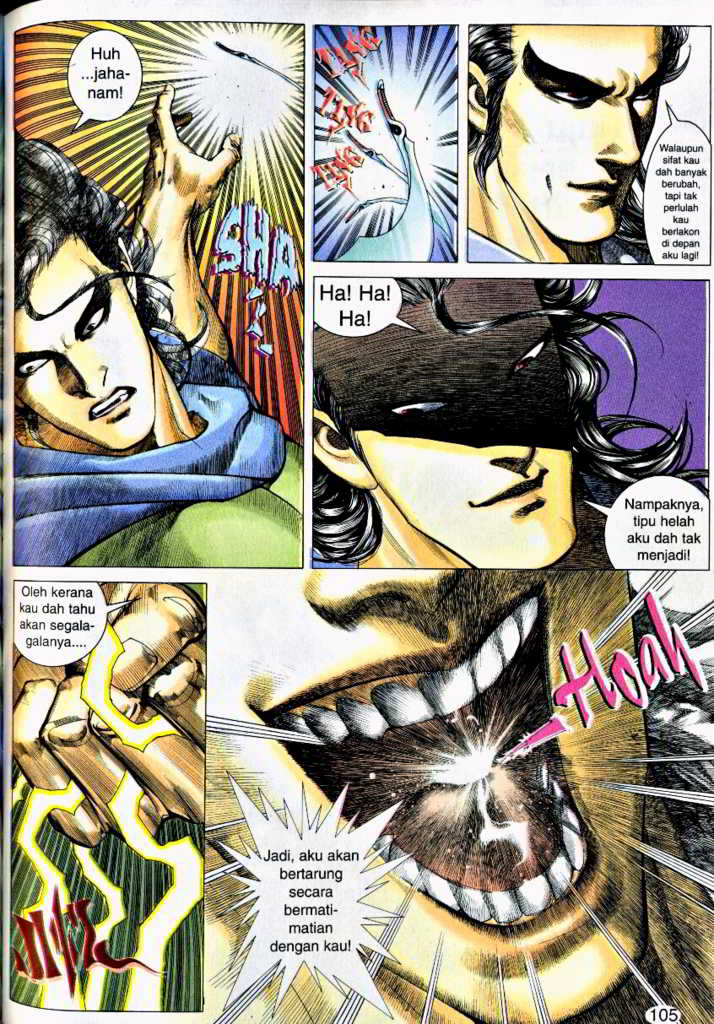 Huh
...jaha-
nam!
SHA
TING
TING
TING
Walaupun
sifat kau
dah banyak
berubah,
tapi tak
perlulah
kau
berlakon
di depan
aku lagi!
Ha! Ha!
Ha!
Nampaknya,
tipu helah
aku dah tak
menjadi!
Oleh kerana
kau dah tahu
akan segala-
galanya....
Hoah
Jadi, aku akan
bertarung
secara
bermati-
matian
dengan kau!
105